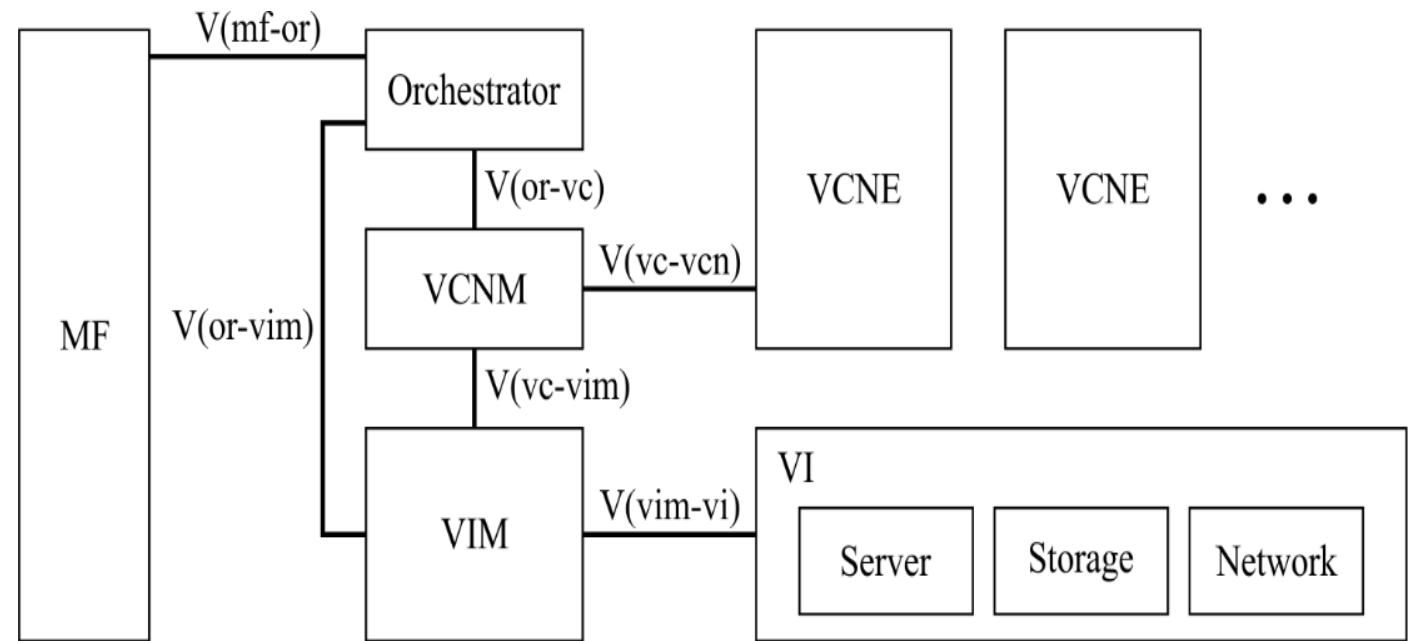 V(mf-or)
Orchestrator
VCNE
VCNE
...
V(or-vc)
V(vc-vcn)
VCNM
MF
V(or-vim)
V(vc-vim)
VI
V(vim-vi)
VIM
Server
Storage
Network